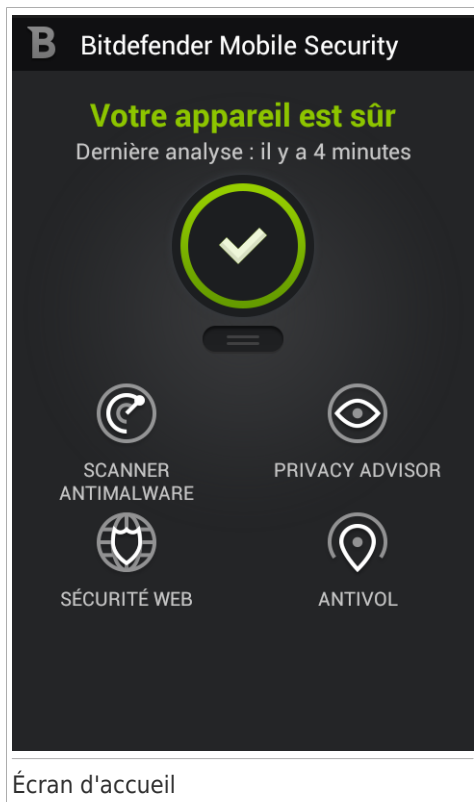 B Bitdefender Mobile Security
Votre appareil est sûr
Dernière analyse : il y a 4 minutes
SCANNER
ANTIMALWARE
PRIVACY ADVISOR
SÉCURITÉ WEB
ANTIVOL
Écran d'accueil